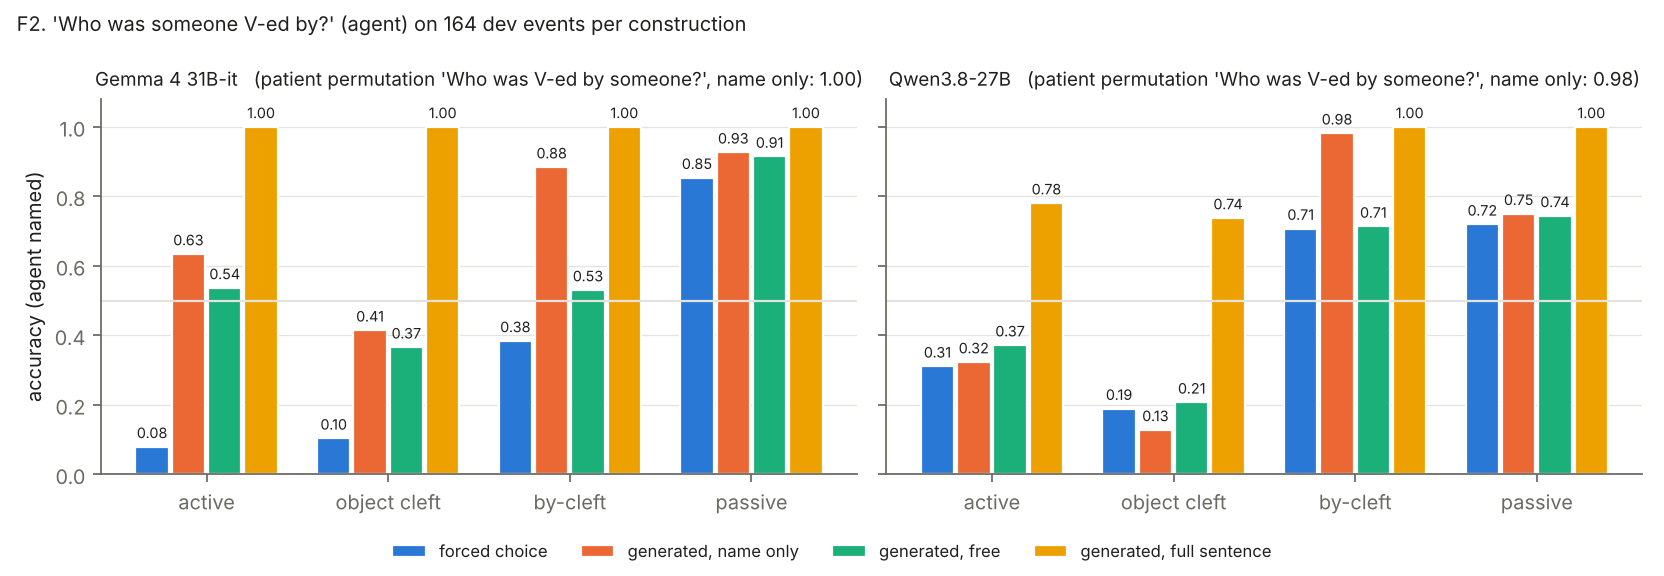 F2. 'Who was someone V-ed by?' (agent) on 164 dev events per construction
Gemma 4 31B-it (patient permutation 'Who was V-ed by someone?', name only: 1.00)
Qwen3.8-27B (patient permutation 'Who was V-ed by someone?', name only: 0.98)
accuracy (agent named)
1.0
0.8
0.6
0.4
0.2
0.0
0.08
0.63
0.54
1.00
0.10
0.41
0.37
1.00
0.38
0.88
0.53
1.00
0.85
0.93
0.91
1.00
active
object cleft
by-cleft
passive
0.31
0.32
0.37
0.78
0.19
0.13
0.21
0.74
0.71
0.98
0.71
1.00
0.72
0.75
0.74
1.00
active
object cleft
by-cleft
passive
forced choice
generated, name only
generated, free
generated, full sentence